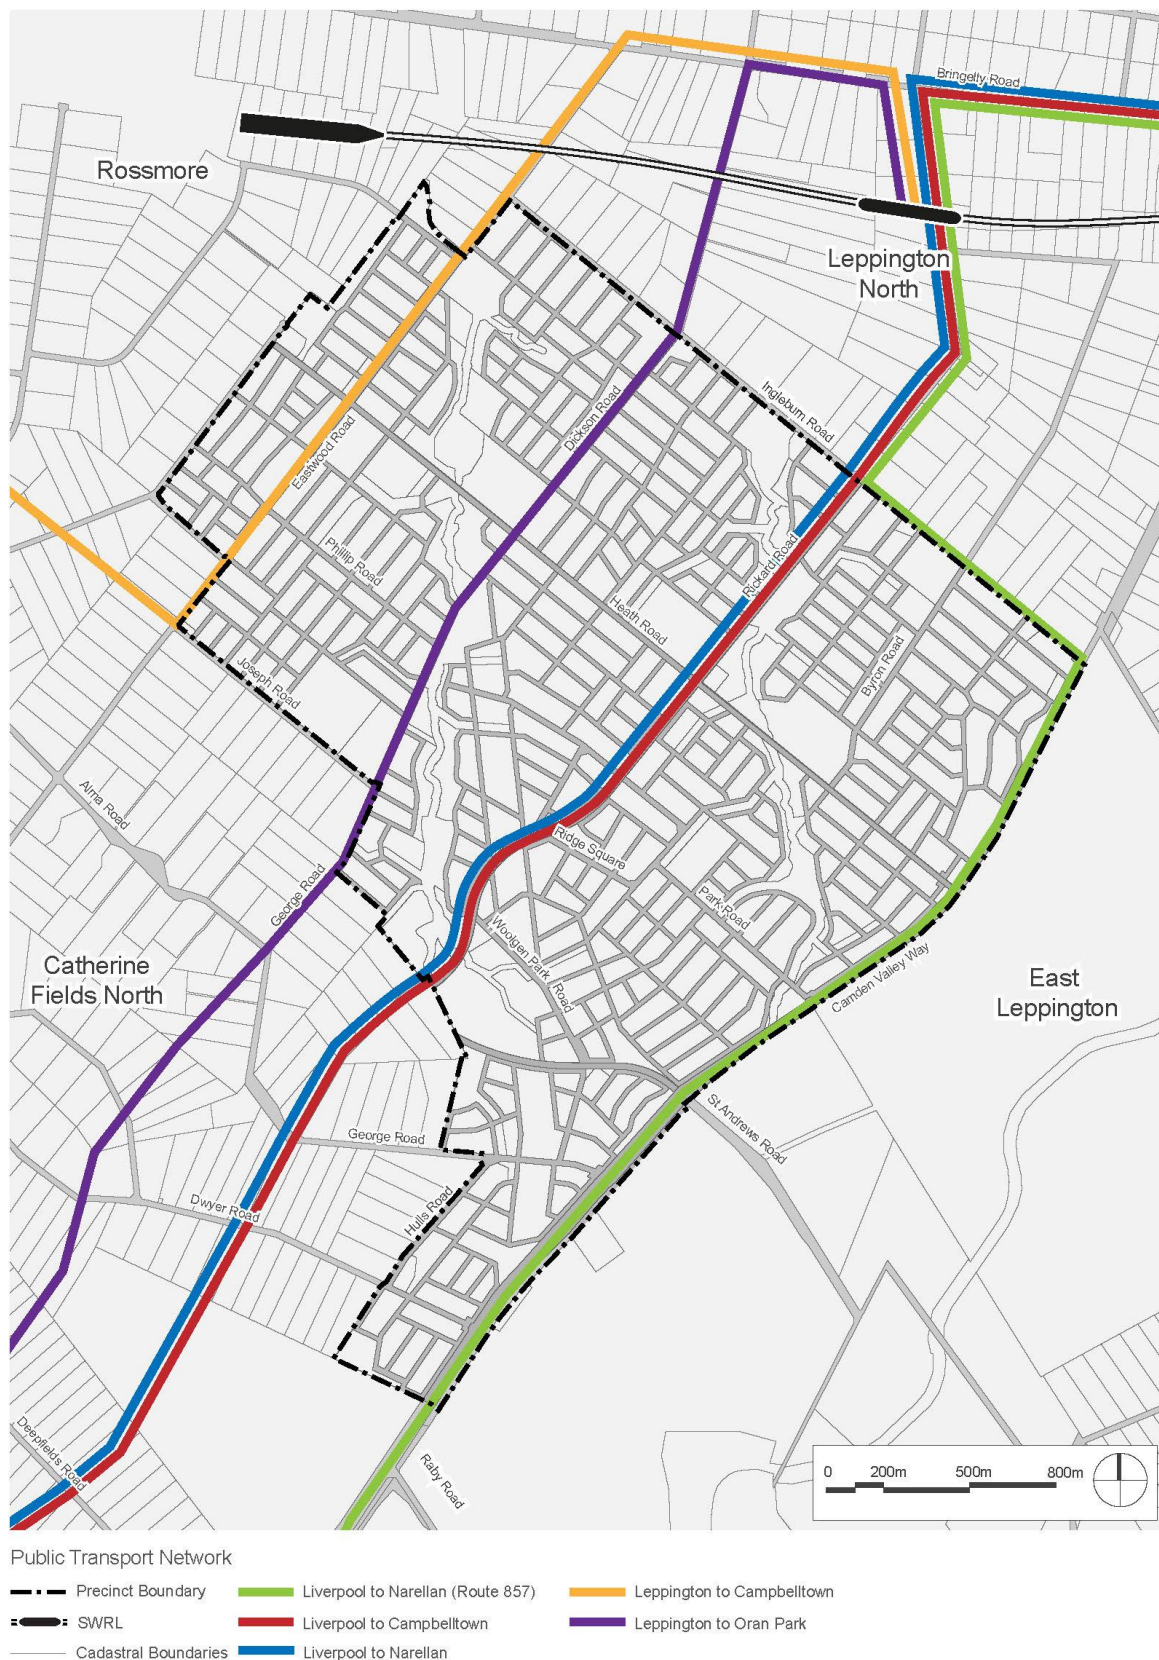 Bringelly Road
Rossmore
Leppington
North
Ingleburn Road
Dickson Road
Eastwood Road
Phillip Road
Rickard Road
Heath Road
Byron Road
Joseph Road
Alma Road
Ridge Square
George Road
Park Road
Woolgen Park Road
Catherine
Fields North
Camden Valley Way
East
Leppington
St Andrews Road
George Road
Hulls Road
Dwyer Road
Deepfields Road
Raby Road
0 200m 500m 800m
Public Transport Network
Precinct Boundary
Liverpool to Narellan (Route 857)
Leppington to Campbelltown
SWRL
Liverpool to Campbelltown
Leppington to Oran Park
Cadastral Boundaries
Liverpool to Narellan